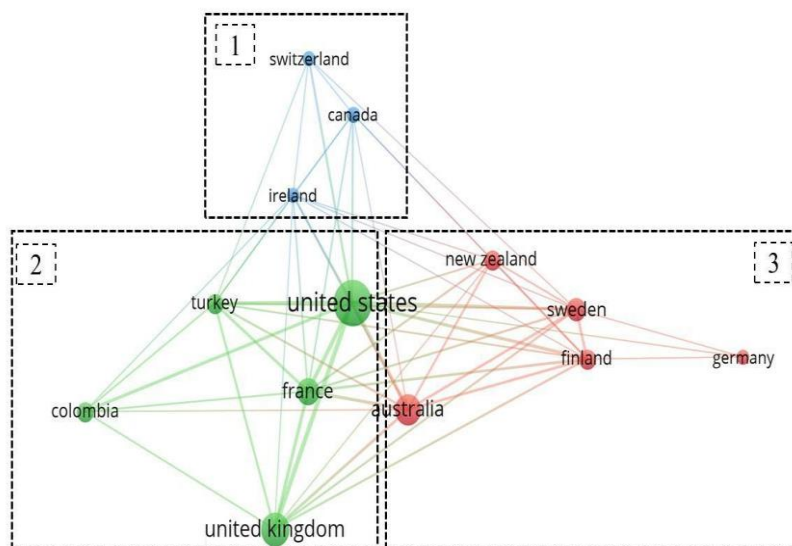 1
switzerland
canada
ireland
2
3
new zealand
turkey
united states
sweden
finland
germany
france
colombia
australia
united kingdom